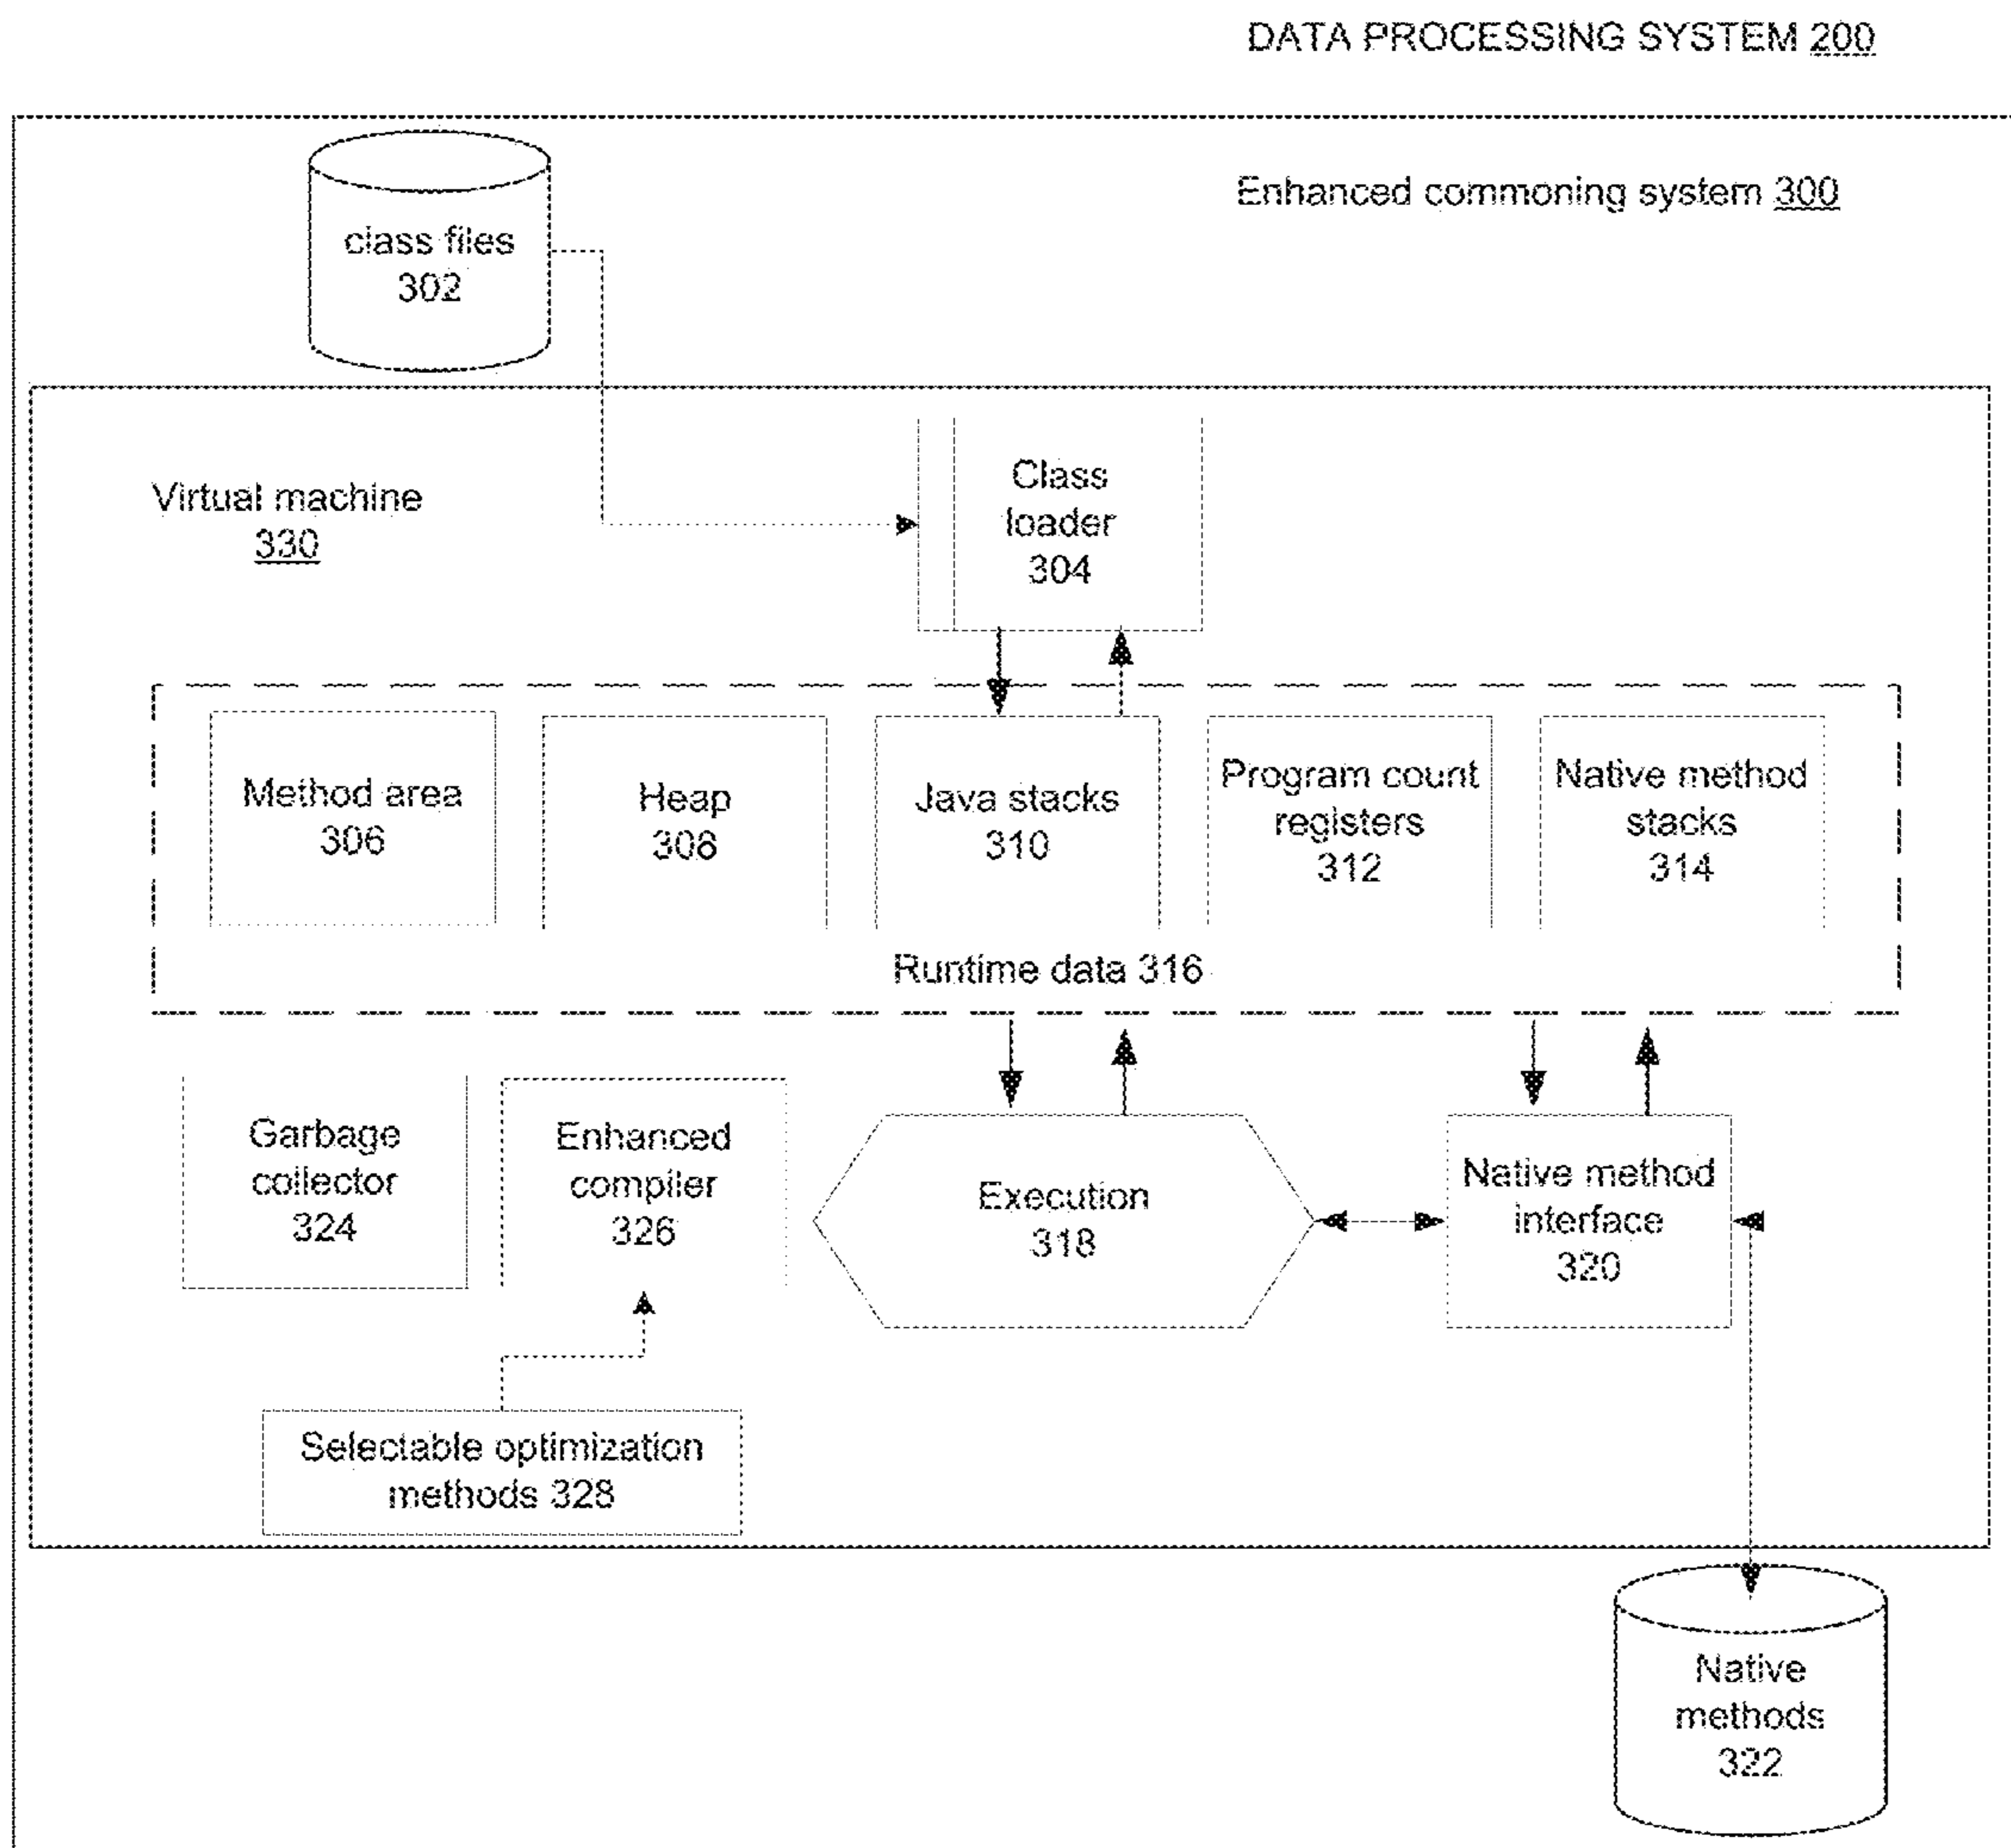 DATA PROCESSING SYSTEM 200
Enhanced commoning system 300
class files
302
Virtual machine
330
Class
loader
304
Method area
306
Heap
308
Java stacks
310
Program count
registers
312
Native method
stacks
314
Runtime data 316
Garbage
collector
324
Enhanced
compiler
326
Execution
318
Native method
interface
320
Selectable optimization
methods 328
Native
methods
322